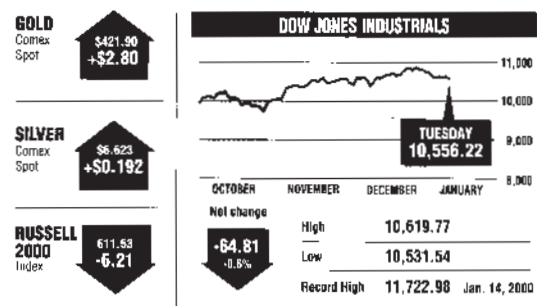 GOLD
Comex
Spot
$421.90
+$2.80
SILVER
Comex
Spot
$6.623
+$0.192
RUSSELL
2000
Index
611.53
-6.21
DOW JONES INDUSTRIALS
11,000
10,000
9,000
8,000
TUESDAY
10,556.22
OCTOBER NOVEMBER DECEMBER JANUARY
Net change
-64.81
-0.6%
High 10,619.77
Low 10,531.54
Record High 11,722.98 Jan. 14, 2000